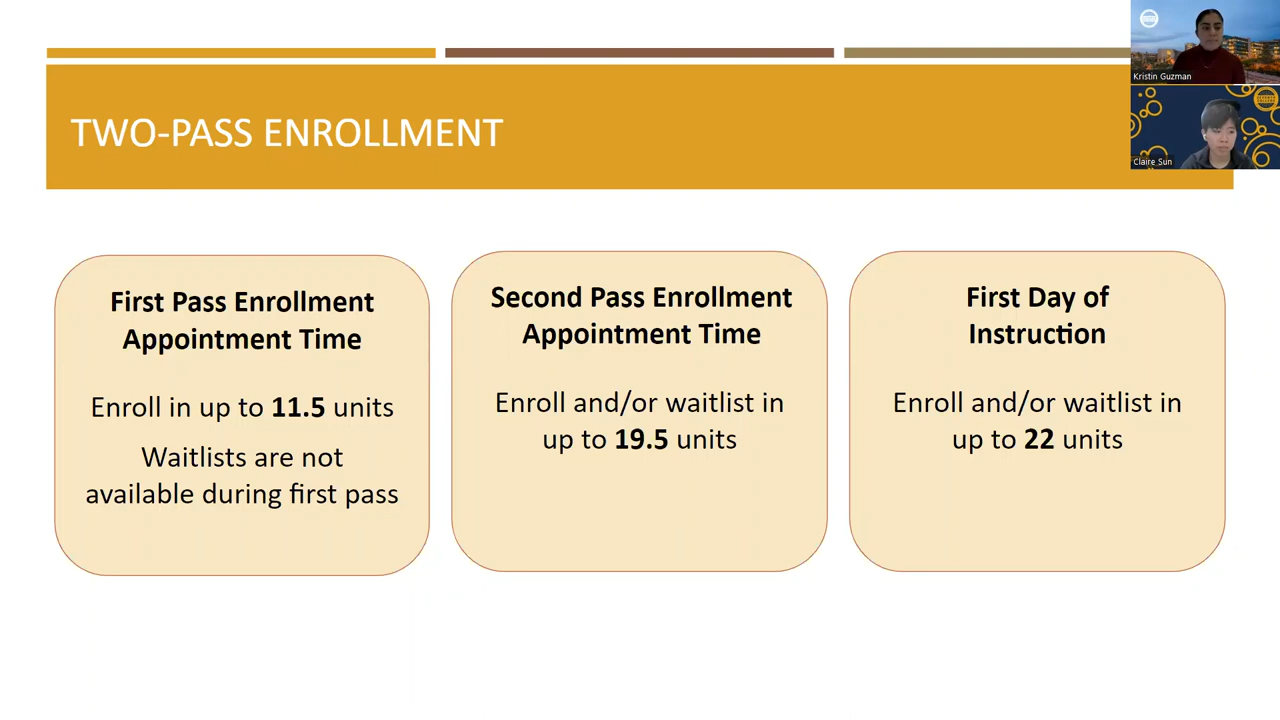 TWO-PASS ENROLLMENT
Kristin Guzman
Claire Sun
First Pass Enrollment
Appointment Time
Enroll in up to 11.5 units
Waitlists are not
available during first pass
Second Pass Enrollment
Appointment Time
Enroll and/or waitlist in
up to 19.5 units
First Day of
Instruction
Enroll and/or waitlist in
up to 22 units